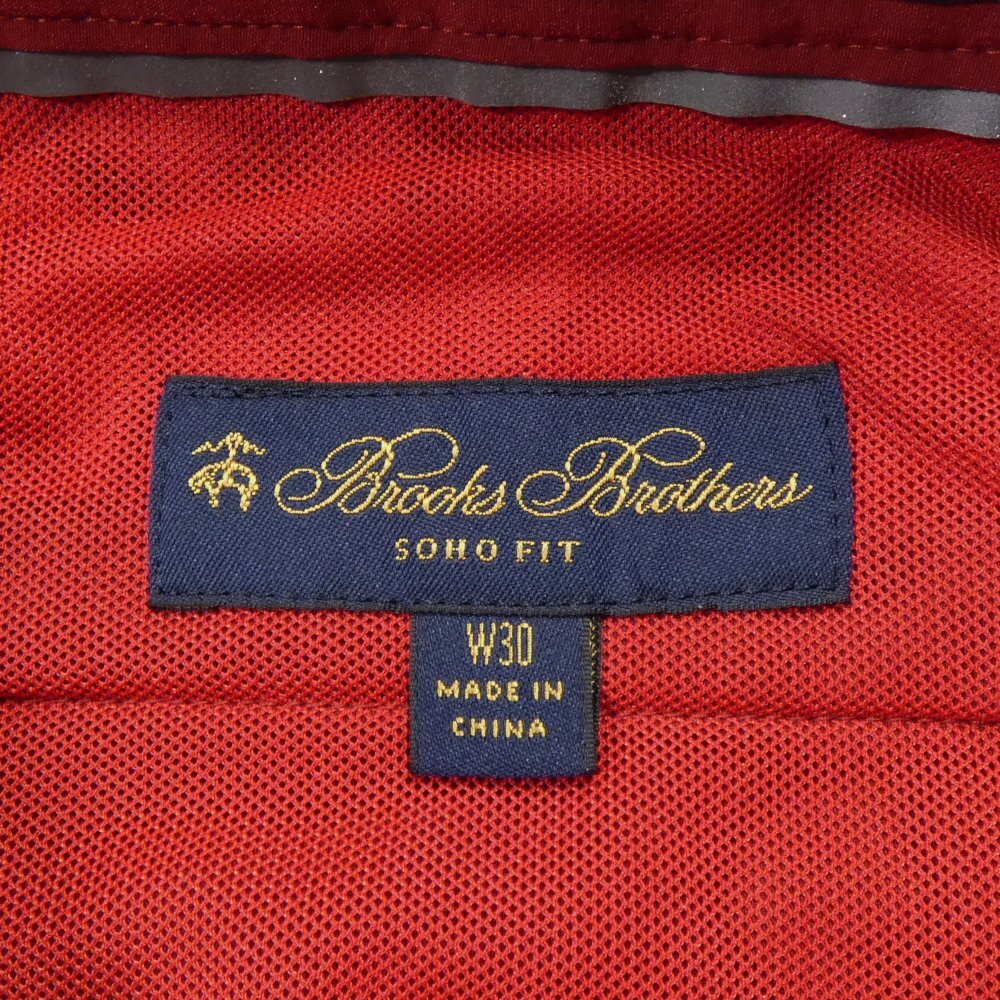 Brooks Brothers
SOHO FIT
W30
MADE IN
CHINA